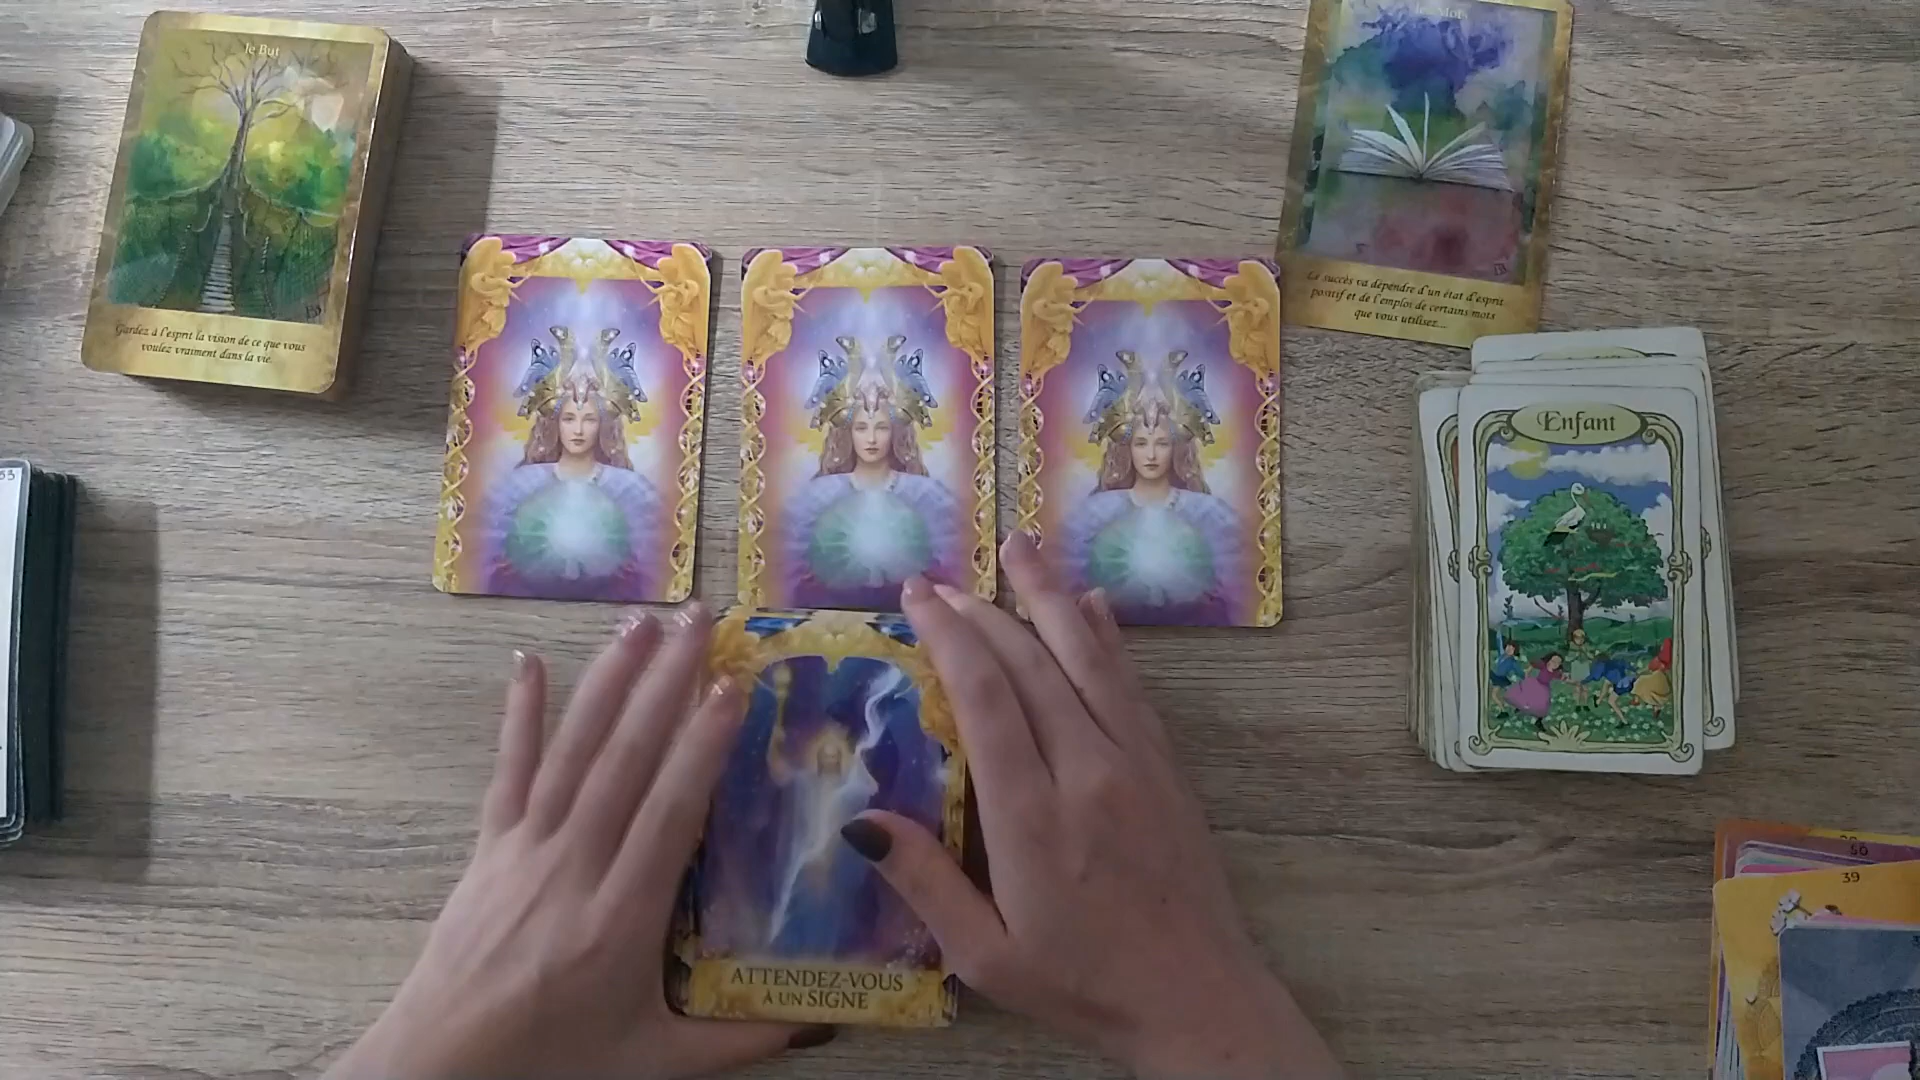 le But
Gardez à l'esprit la vision de ce que vous
voulez vraiment dans la vie.
les Mots
Le succès va dépendre d'un état d'esprit
positif et de l'emploi de certains mots
que vous utilisez...
Enfant
ATTENDEZ-VOUS
À UN SIGNE
39